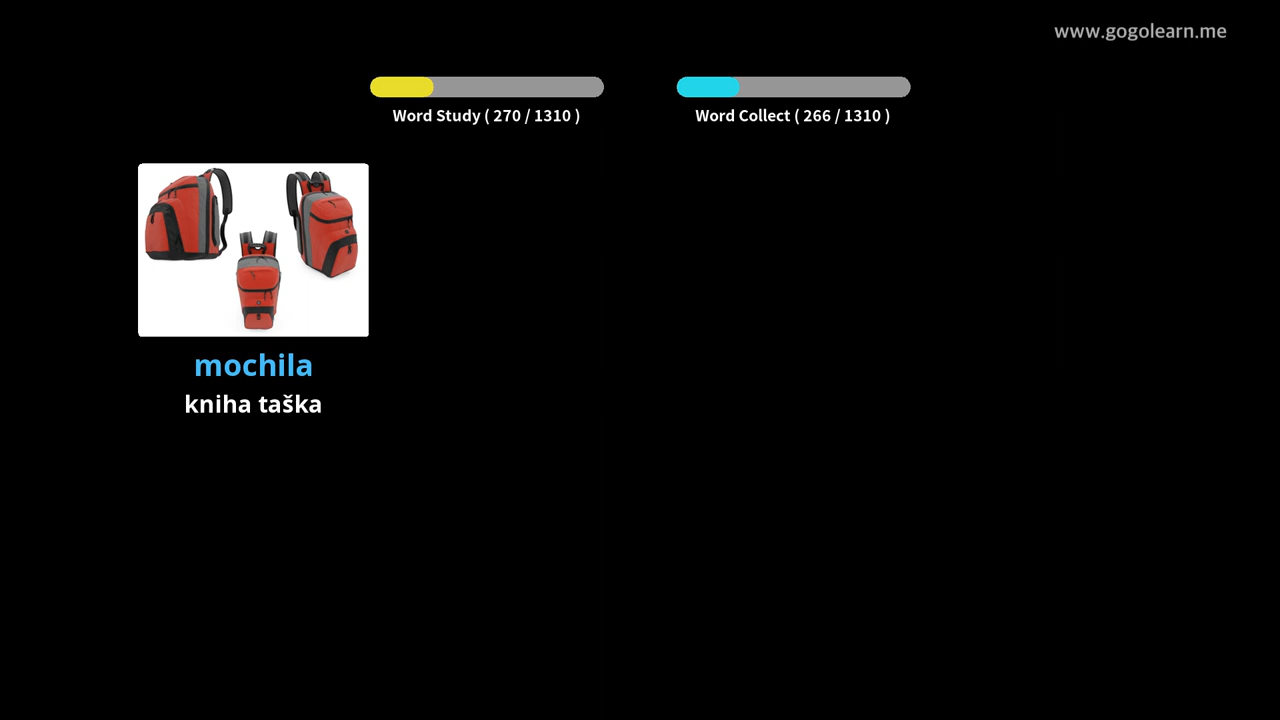 www.gogolearn.me
Word Study ( 270 / 1310 )
Word Collect ( 266 / 1310 )
mochila
kniha taška